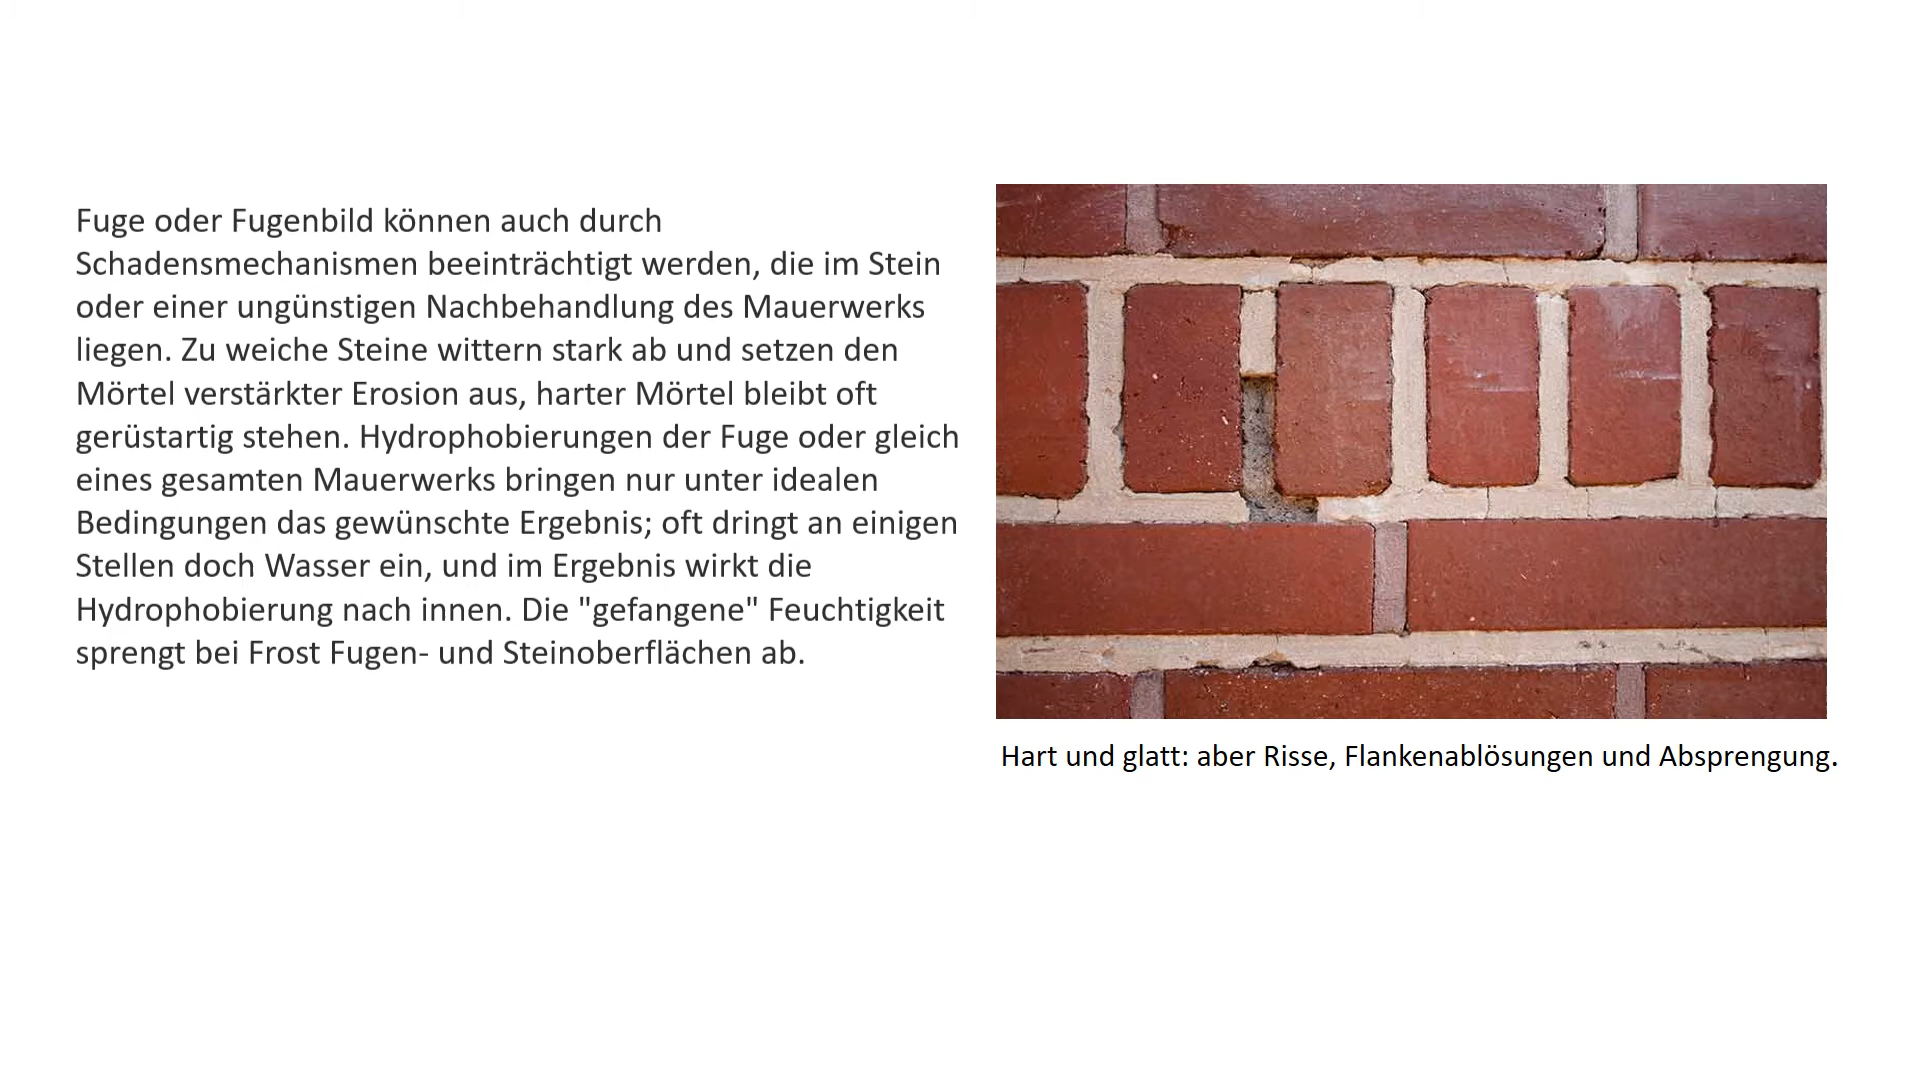 Fuge oder Fugenbild können auch durch
Schadensmechanismen beeinträchtigt werden, die im Stein
oder einer ungünstigen Nachbehandlung des Mauerwerks
liegen. Zu weiche Steine wittern stark ab und setzen den
Mörtel verstärkter Erosion aus, harter Mörtel bleibt oft
gerüstartig stehen. Hydrophobierungen der Fuge oder gleich
eines gesamten Mauerwerks bringen nur unter idealen
Bedingungen das gewünschte Ergebnis; oft dringt an einigen
Stellen doch Wasser ein, und im Ergebnis wirkt die
Hydrophobierung nach innen. Die "gefangene" Feuchtigkeit
sprengt bei Frost Fugen- und Steinoberflächen ab.
Hart und glatt: aber Risse, Flankenablösungen und Absprengung.